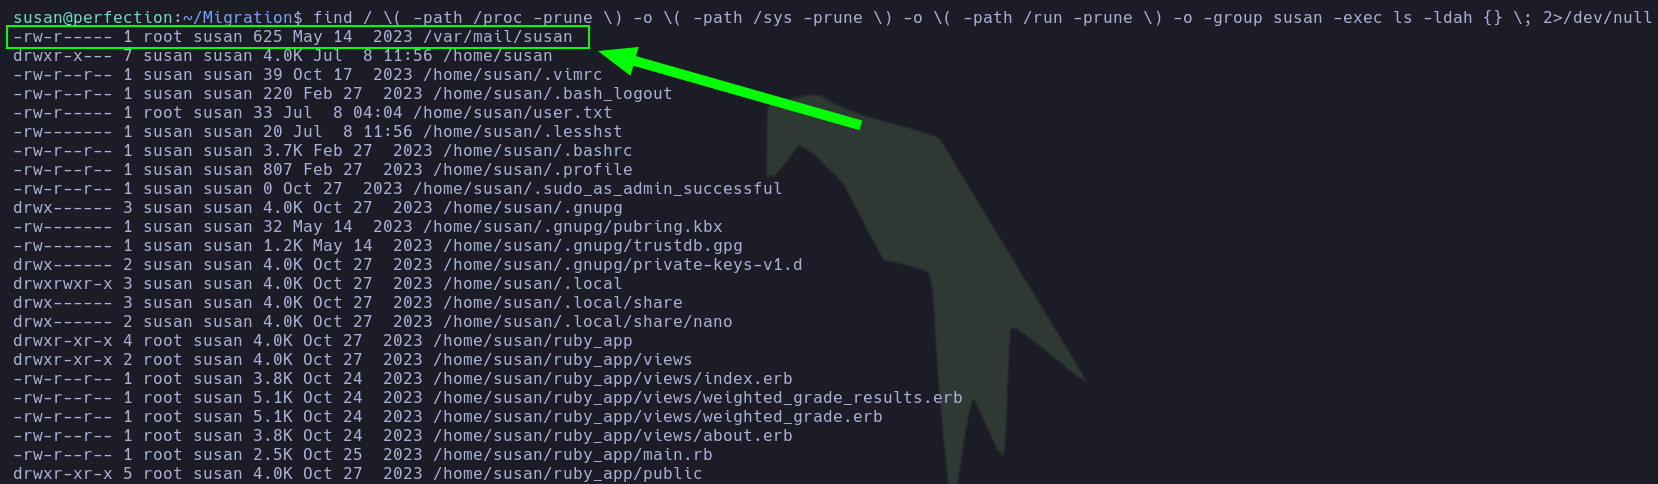 susan@perfection:~/Migration$ find / \( -path /proc -prune \) -o \( -path /sys -prune \) -o \( -path /run -prune \) -o -group susan -exec ls -ldah {} \; 2>/dev/null
-rw-r----- 1 root susan 625 May 14  2023 /var/mail/susan
drwxr-x--- 7 susan susan 4.0K Jul  8 11:56 /home/susan
-rw-r--r-- 1 susan susan 39 Oct 17  2023 /home/susan/.vimrc
-rw-r--r-- 1 susan susan 220 Feb 27  2023 /home/susan/.bash_logout
-rw-r----- 1 root susan 33 Jul  8 04:04 /home/susan/user.txt
-rw------- 1 susan susan 20 Jul  8 11:56 /home/susan/.lesshst
-rw-r--r-- 1 susan susan 3.7K Feb 27  2023 /home/susan/.bashrc
-rw-r--r-- 1 susan susan 807 Feb 27  2023 /home/susan/.profile
-rw-r--r-- 1 susan susan 0 Oct 27  2023 /home/susan/.sudo_as_admin_successful
drwx------ 3 susan susan 4.0K Oct 27  2023 /home/susan/.gnupg
-rw------- 1 susan susan 32 May 14  2023 /home/susan/.gnupg/pubring.kbx
-rw------- 1 susan susan 1.2K May 14  2023 /home/susan/.gnupg/trustdb.gpg
drwx------ 2 susan susan 4.0K Oct 27  2023 /home/susan/.gnupg/private-keys-v1.d
drwxrwxr-x 3 susan susan 4.0K Oct 27  2023 /home/susan/.local
drwx------ 3 susan susan 4.0K Oct 27  2023 /home/susan/.local/share
drwx------ 2 susan susan 4.0K Oct 27  2023 /home/susan/.local/share/nano
drwxr-xr-x 4 root susan 4.0K Oct 27  2023 /home/susan/ruby_app
drwxr-xr-x 2 root susan 4.0K Oct 27  2023 /home/susan/ruby_app/views
-rw-r--r-- 1 root susan 3.8K Oct 24  2023 /home/susan/ruby_app/views/index.erb
-rw-r--r-- 1 root susan 5.1K Oct 24  2023 /home/susan/ruby_app/views/weighted_grade_results.erb
-rw-r--r-- 1 root susan 5.1K Oct 24  2023 /home/susan/ruby_app/views/weighted_grade.erb
-rw-r--r-- 1 root susan 3.8K Oct 24  2023 /home/susan/ruby_app/views/about.erb
-rw-r--r-- 1 root susan 2.5K Oct 25  2023 /home/susan/ruby_app/main.rb
drwxr-xr-x 5 root susan 4.0K Oct 27  2023 /home/susan/ruby_app/public